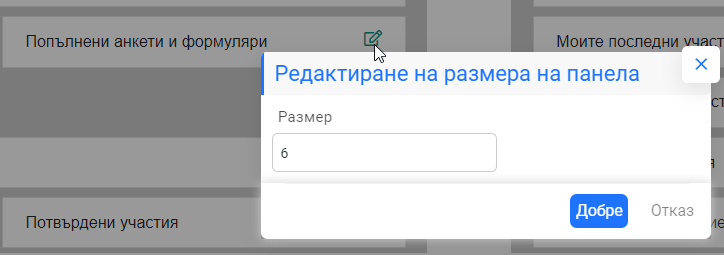 Попълнени анкети и формуляри
Моите последни участ
Редактиране на размера на панела
Размер
6
Добре
Отказ
Потвърдени участия